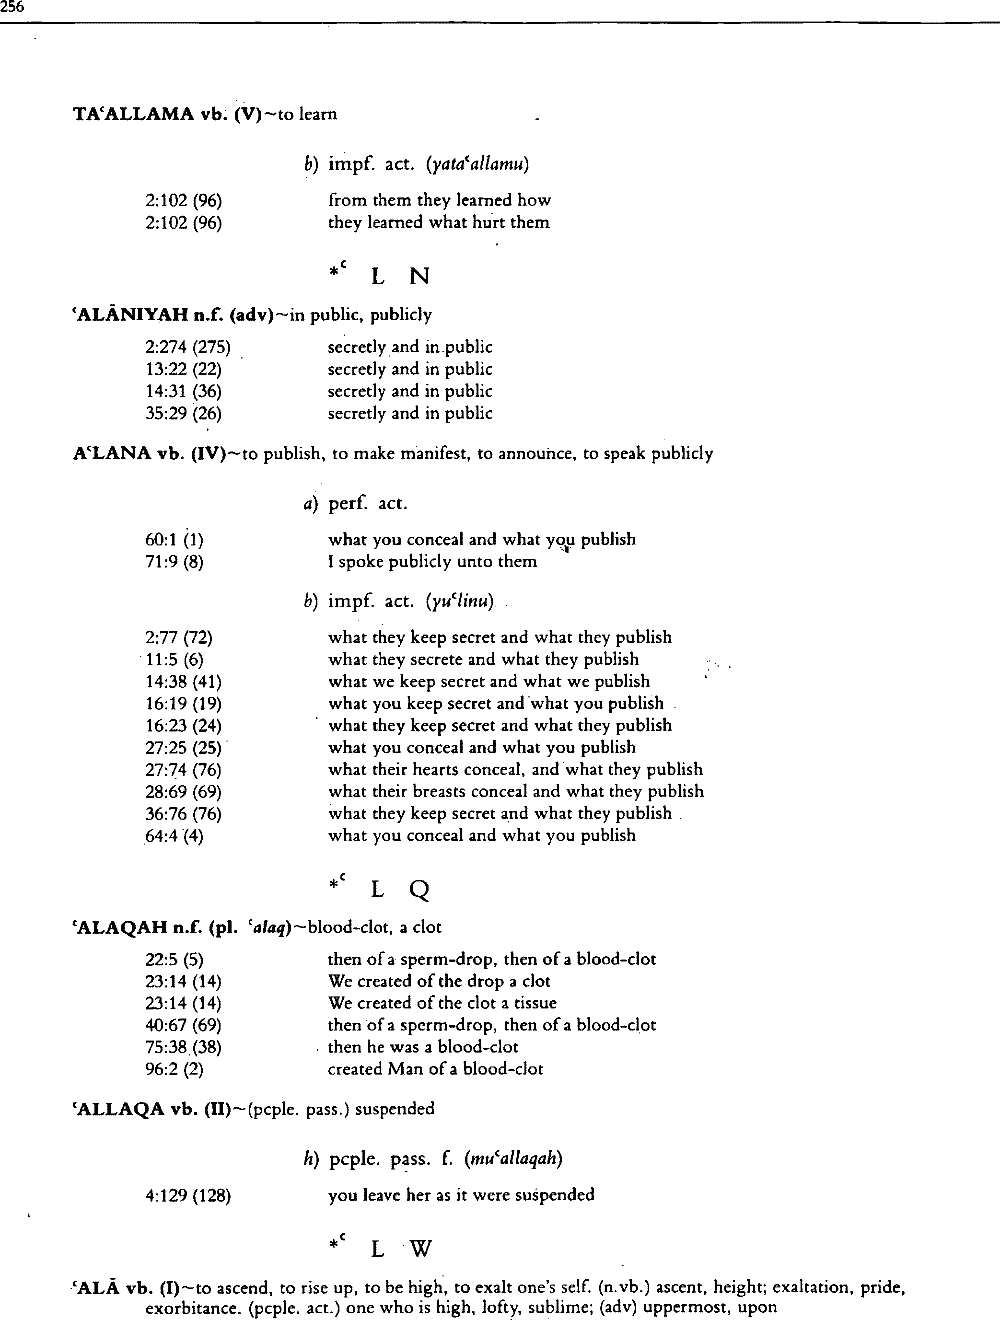 256
TAʿALLAMA vb. (V)~to learn
b) impf. act. (yataʿallamu)
2:102 (96) from them they learned how
2:102 (96) they learned what hurt them
*ʿ L N
ʿALĀNIYAH n.f. (adv)~in public, publicly
2:274 (275) secretly and in public
13:22 (22) secretly and in public
14:31 (36) secretly and in public
35:29 (26) secretly and in public
AʿLANA vb. (IV)~to publish, to make manifest, to announce, to speak publicly
a) perf. act.
60:1 (1) what you conceal and what you publish
71:9 (8) I spoke publicly unto them
b) impf. act. (yuʿlinu)
2:77 (72) what they keep secret and what they publish
11:5 (6) what they secrete and what they publish
14:38 (41) what we keep secret and what we publish
16:19 (19) what you keep secret and what you publish
16:23 (24) what they keep secret and what they publish
27:25 (25) what you conceal and what you publish
27:74 (76) what their hearts conceal, and what they publish
28:69 (69) what their breasts conceal and what they publish
36:76 (76) what they keep secret and what they publish
64:4 (4) what you conceal and what you publish
*ʿ L Q
ʿALAQAH n.f. (pl. ʿalaq)~blood-clot, a clot
22:5 (5) then of a sperm-drop, then of a blood-clot
23:14 (14) We created of the drop a clot
23:14 (14) We created of the clot a tissue
40:67 (69) then of a sperm-drop, then of a blood-clot
75:38 (38) then he was a blood-clot
96:2 (2) created Man of a blood-clot
ʿALLAQA vb. (II)~(pcple. pass.) suspended
h) pcple. pass. f. (muʿallaqah)
4:129 (128) you leave her as it were suspended
*ʿ L W
ʿALĀ vb. (I)~to ascend, to rise up, to be high, to exalt one's self. (n.vb.) ascent, height; exaltation, pride,
exorbitance. (pcple. act.) one who is high, lofty, sublime; (adv) uppermost, upon